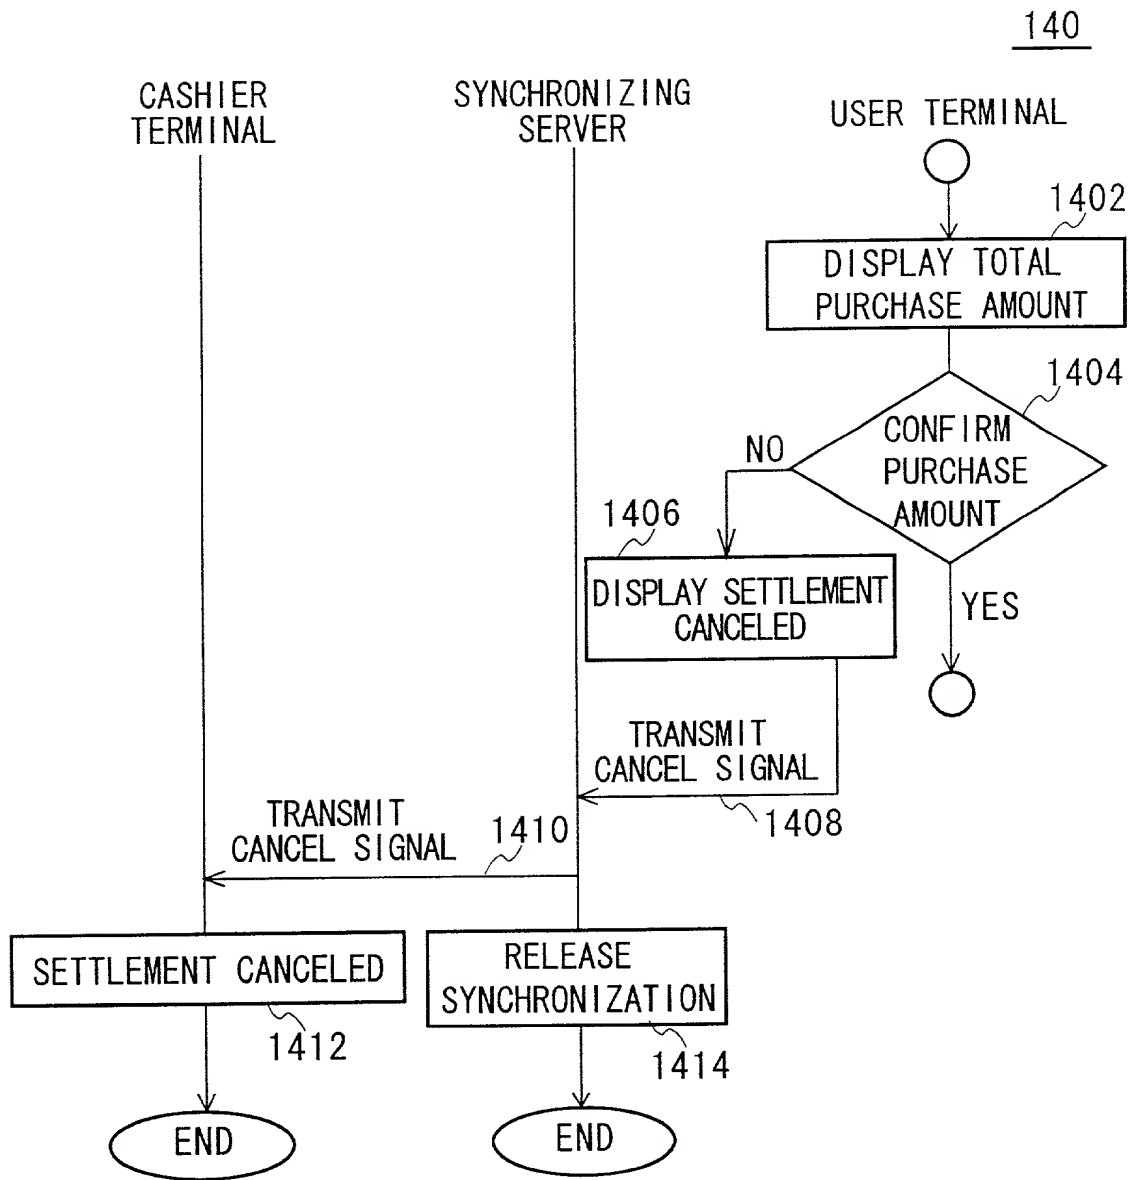 140
CASHIER
TERMINAL
SYNCHRONIZING
SERVER
USER TERMINAL
1402
DISPLAY TOTAL
PURCHASE AMOUNT
1404
CONFIRM
PURCHASE
AMOUNT
NO
YES
1406
DISPLAY SETTLEMENT
CANCELED
TRANSMIT
CANCEL SIGNAL
1408
TRANSMIT
CANCEL SIGNAL
1410
SETTLEMENT CANCELED
1412
RELEASE
SYNCHRONIZATION
1414
END
END